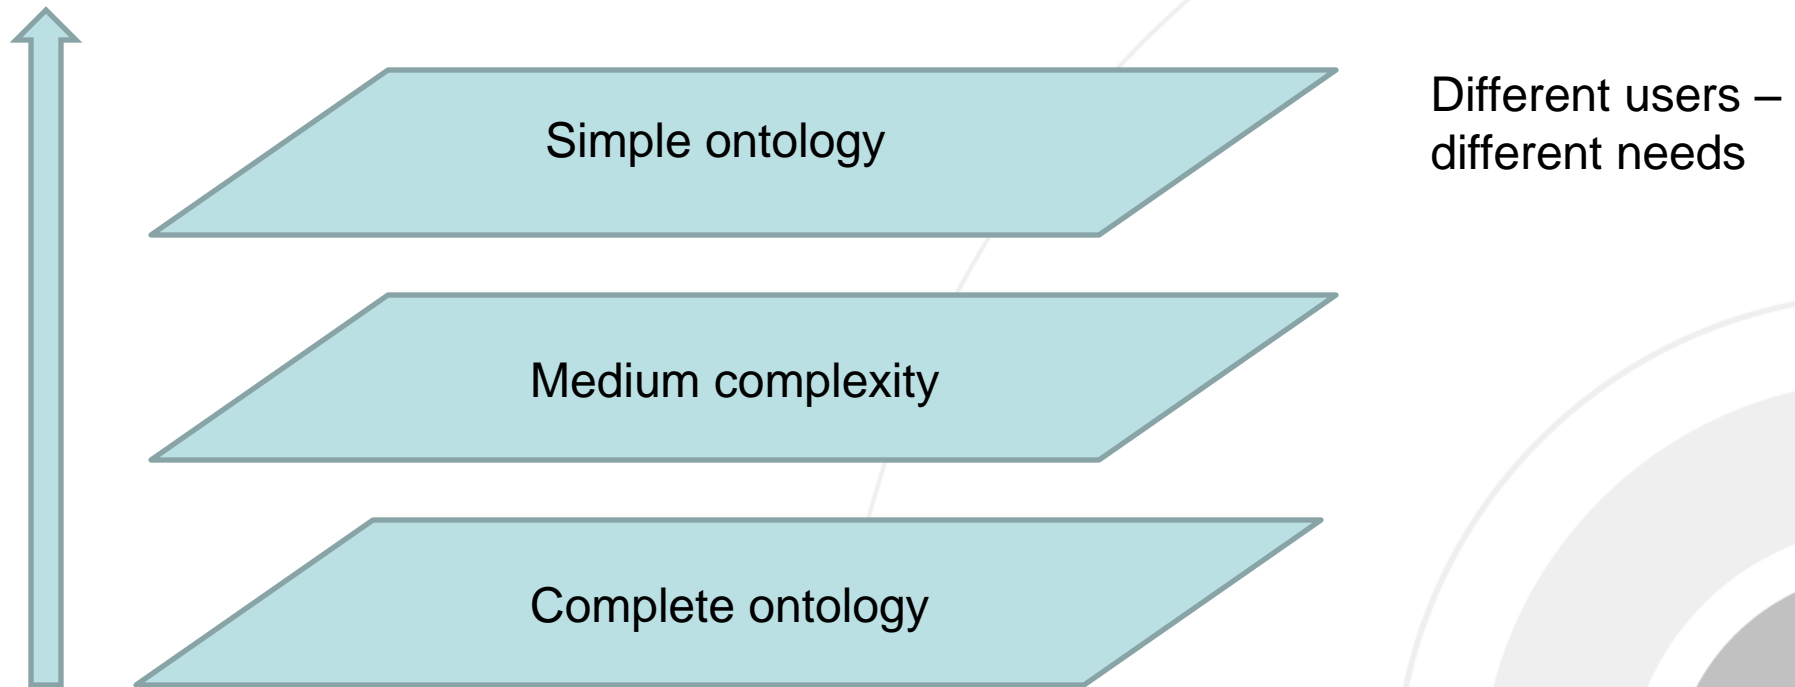 Simple ontology
Different users –
different needs
Medium complexity
Complete ontology